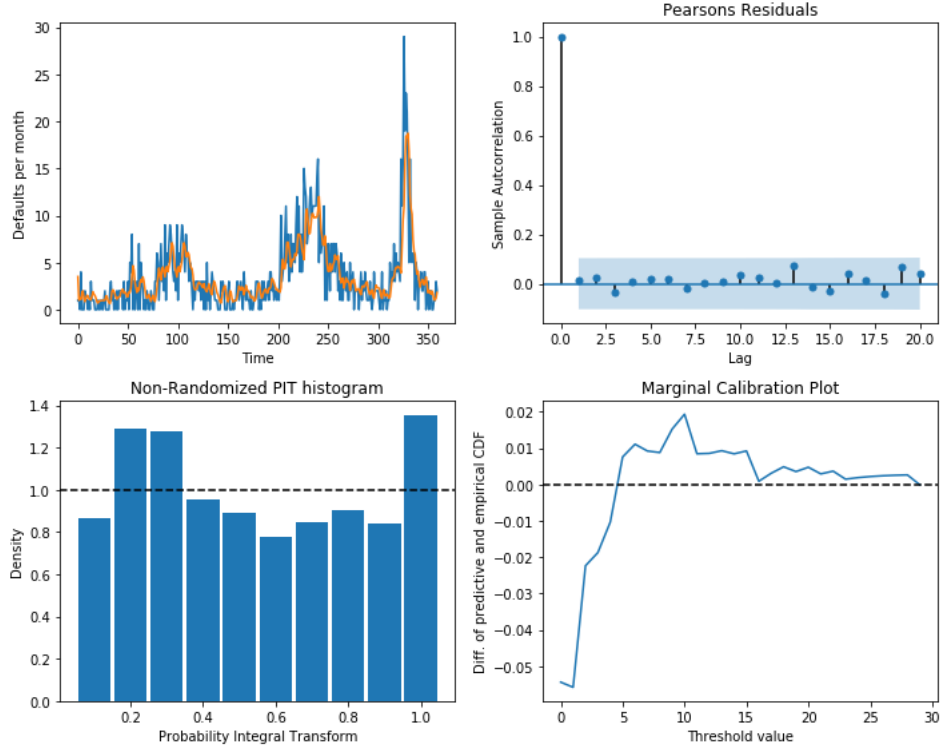 Defaults per month
30
25
20
15
10
5
0
0 50 100 150 200 250 300 350
Time
Pearsons Residuals
Sample Autcorrelation
1.0
0.8
0.6
0.4
0.2
0.0
0.0 2.5 5.0 7.5 10.0 12.5 15.0 17.5 20.0
Lag
Non-Randomized PIT histogram
Density
1.4
1.2
1.0
0.8
0.6
0.4
0.2
0.0
0.2 0.4 0.6 0.8 1.0
Probability Integral Transform
Marginal Calibration Plot
Diff. of predictive and empirical CDF
0.02
0.01
0.00
−0.01
−0.02
−0.03
−0.04
−0.05
0 5 10 15 20 25 30
Threshold value